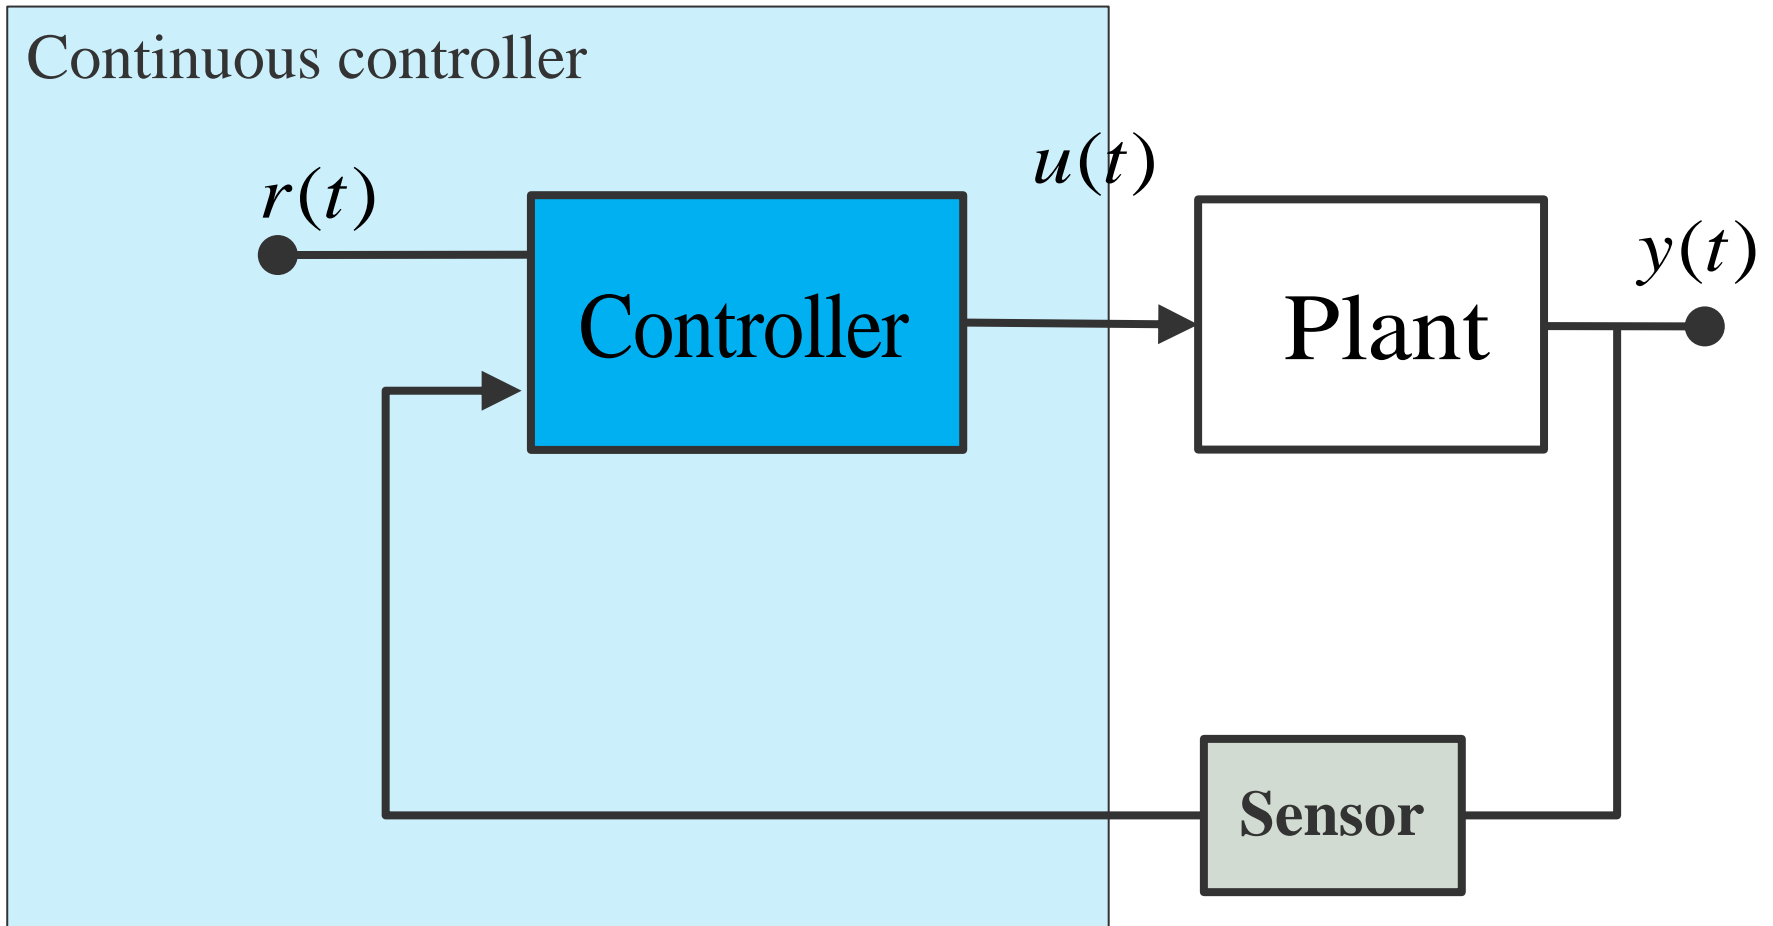 Continuous controller
r(t)
u(t)
y(t)
Controller
Plant
Sensor